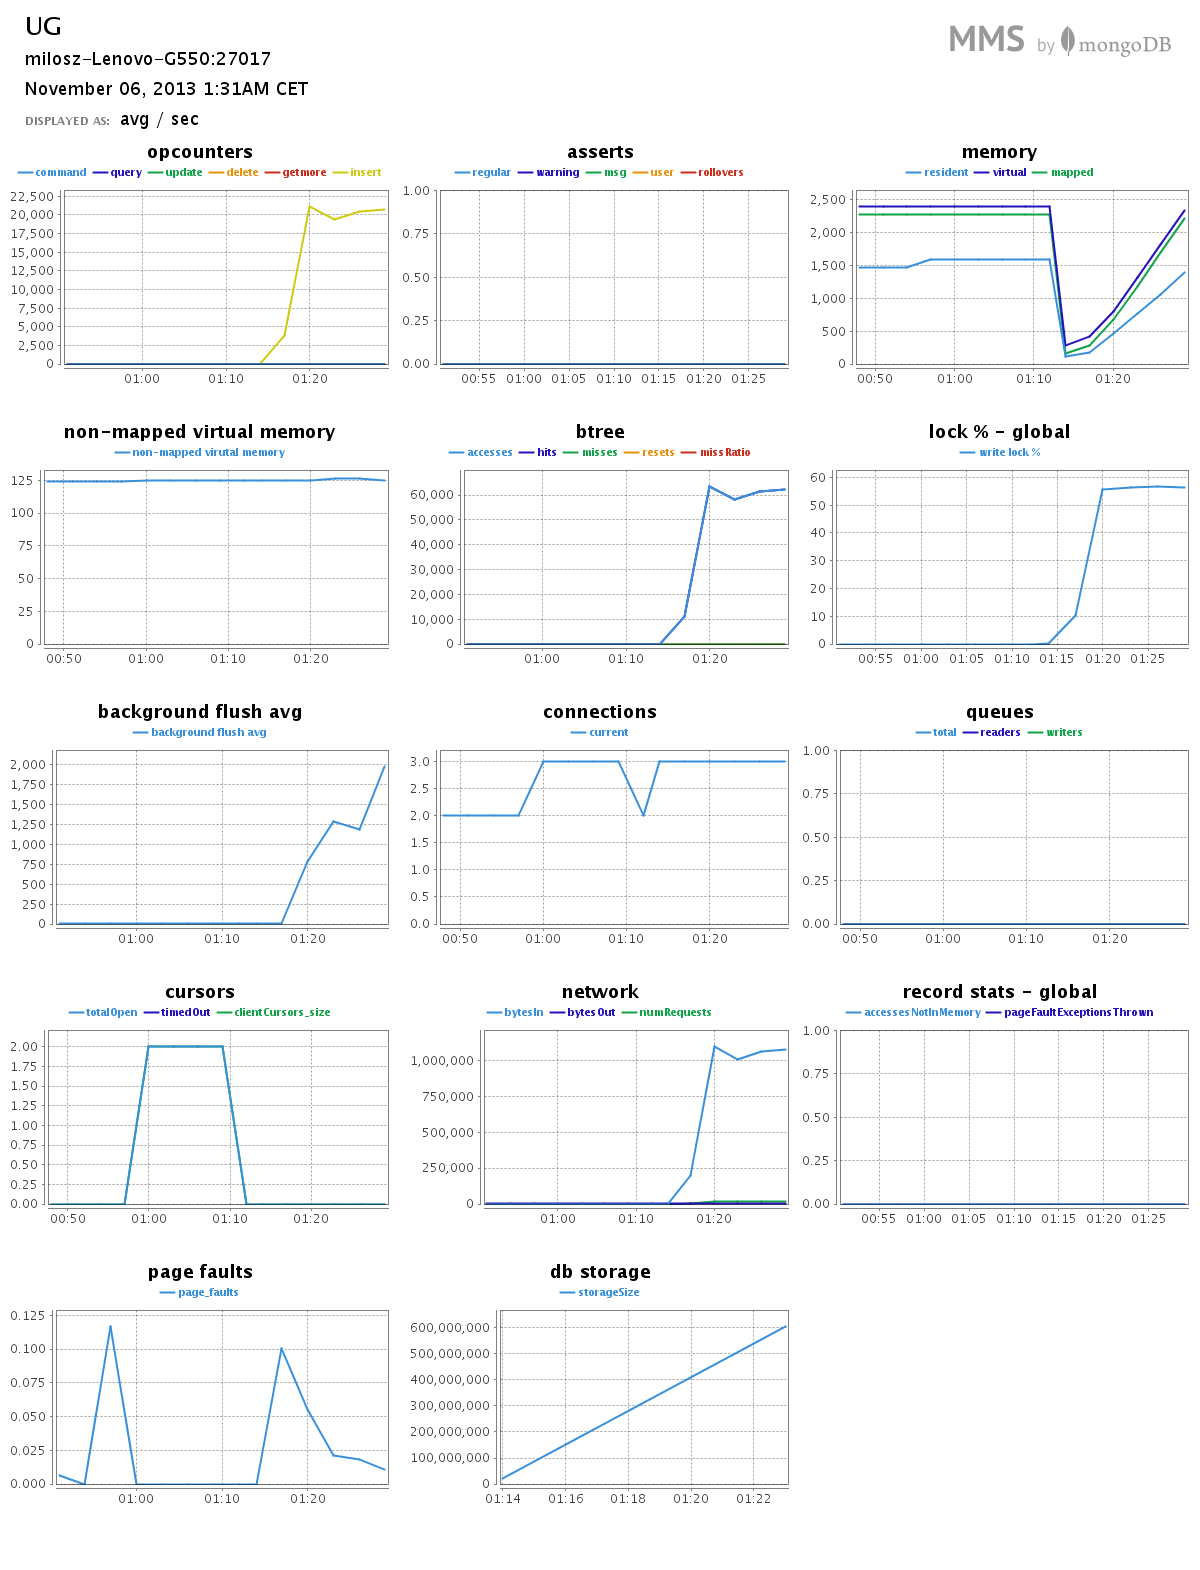 UG
milosz-Lenovo-G550:27017
November 06, 2013 1:31AM CET
DISPLAYED AS: avg / sec
MMS by mongoDB
opcounters
command query update delete getmore insert
22,500
20,000
17,500
15,000
12,500
10,000
7,500
5,000
2,500
0
01:00 01:10 01:20
asserts
regular warning msg user rollovers
1.00
0.75
0.50
0.25
0.00
00:55 01:00 01:05 01:10 01:15 01:20 01:25
memory
resident virtual mapped
2,500
2,000
1,500
1,000
500
0
00:50 01:00 01:10 01:20
non-mapped virtual memory
non-mapped virutal memory
125
100
75
50
25
0
00:50 01:00 01:10 01:20
btree
accesses hits misses resets missRatio
60,000
50,000
40,000
30,000
20,000
10,000
0
01:00 01:10 01:20
lock % - global
write lock %
60
50
40
30
20
10
0
00:55 01:00 01:05 01:10 01:15 01:20 01:25
background flush avg
background flush avg
2,000
1,750
1,500
1,250
1,000
750
500
250
0
01:00 01:10 01:20
connections
current
3.0
2.5
2.0
1.5
1.0
0.5
0.0
00:50 01:00 01:10 01:20
queues
total readers writers
1.00
0.75
0.50
0.25
0.00
00:50 01:00 01:10 01:20
cursors
totalOpen timedOut clientCursors_size
2.00
1.75
1.50
1.25
1.00
0.75
0.50
0.25
0.00
00:50 01:00 01:10 01:20
network
bytesIn bytesOut numRequests
1,000,000
750,000
500,000
250,000
0
01:00 01:10 01:20
record stats - global
accessesNotInMemory pageFaultExceptionsThrown
1.00
0.75
0.50
0.25
0.00
00:55 01:00 01:05 01:10 01:15 01:20 01:25
page faults
page_faults
0.125
0.100
0.075
0.050
0.025
0.000
01:00 01:10 01:20
db storage
storageSize
600,000,000
500,000,000
400,000,000
300,000,000
200,000,000
100,000,000
0
01:14 01:16 01:18 01:20 01:22